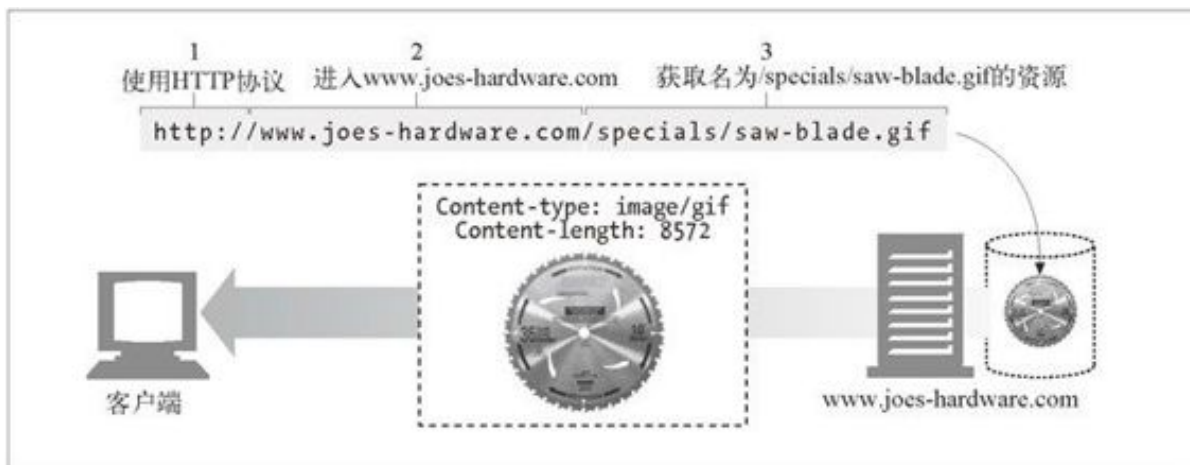 1
使用HTTP协议
2
进入www.joes-hardware.com
3
获取名为/specials/saw-blade.gif的资源
http://www.joes-hardware.com/specials/saw-blade.gif
Content-type: image/gif
Content-length: 8572
客户端
www.joes-hardware.com